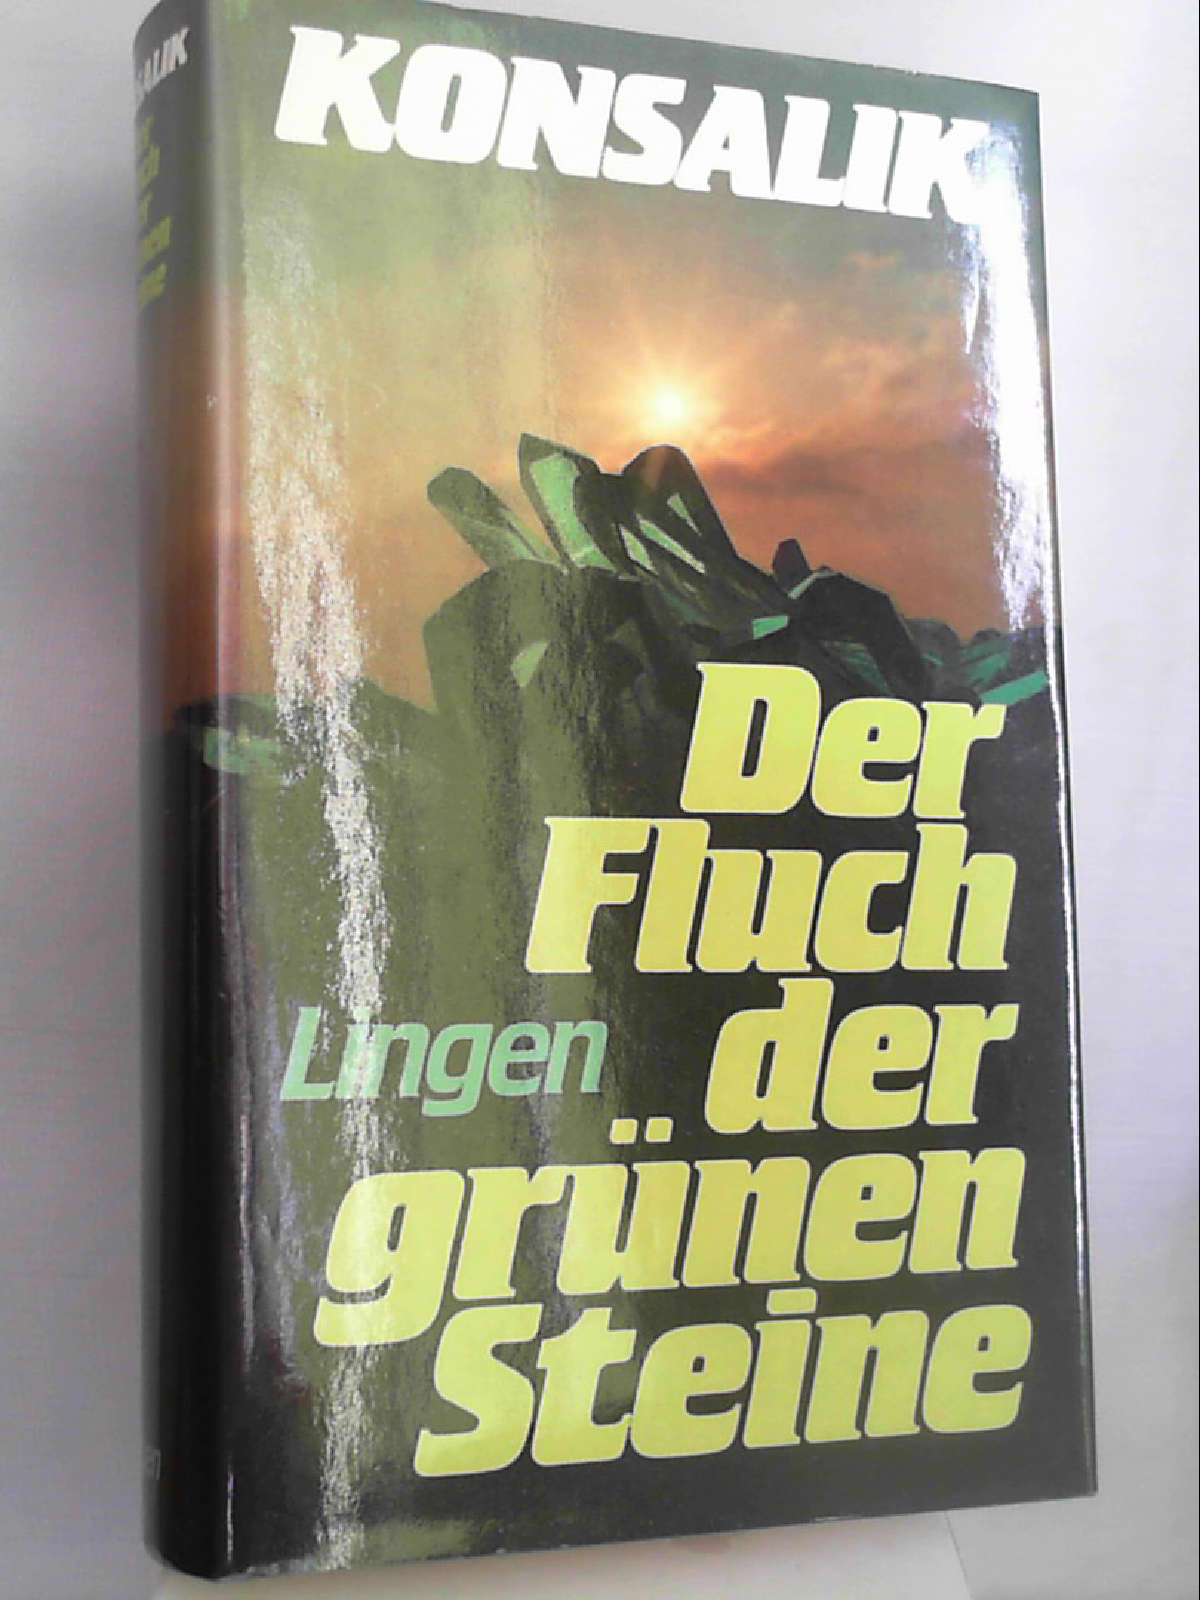 KONSALIK
Der
Fluch
Lingen
der
grünen
Steine